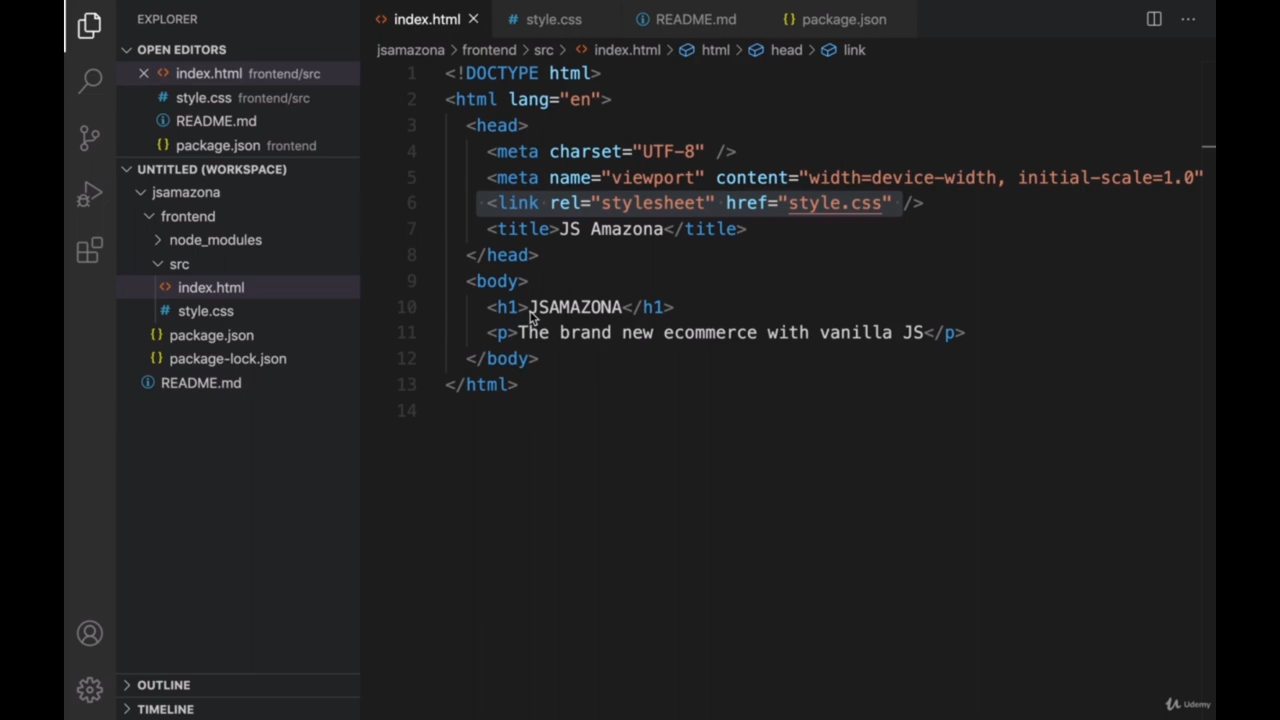 EXPLORER
OPEN EDITORS
index.html frontend/src
# style.css frontend/src
README.md
{} package.json frontend
UNTITLED (WORKSPACE)
jsamazona
frontend
node_modules
src
<> index.html
# style.css
{} package.json
{} package-lock.json
README.md
OUTLINE
TIMELINE
<> index.html
# style.css
README.md
{} package.json
jsamazona > frontend > src > <> index.html > html > head > link
1 <!DOCTYPE html>
2 <html lang="en">
3 <head>
4 <meta charset="UTF-8" />
5 <meta name="viewport" content="width=device-width, initial-scale=1.0"
6 <link rel="stylesheet" href="style.css" />
7 <title>JS Amazona</title>
8 </head>
9 <body>
10 <h1>JSAMAZONA</h1>
11 <p>The brand new ecommerce with vanilla JS</p>
12 </body>
13 </html>
14
Udemy